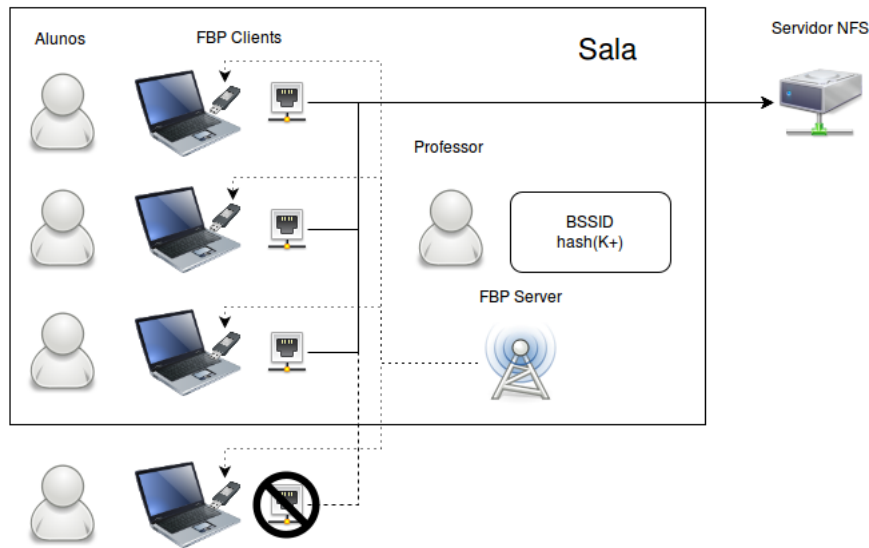 Alunos
FBP Clients
Sala
Servidor NFS
Professor
BSSID
hash(K+)
FBP Server